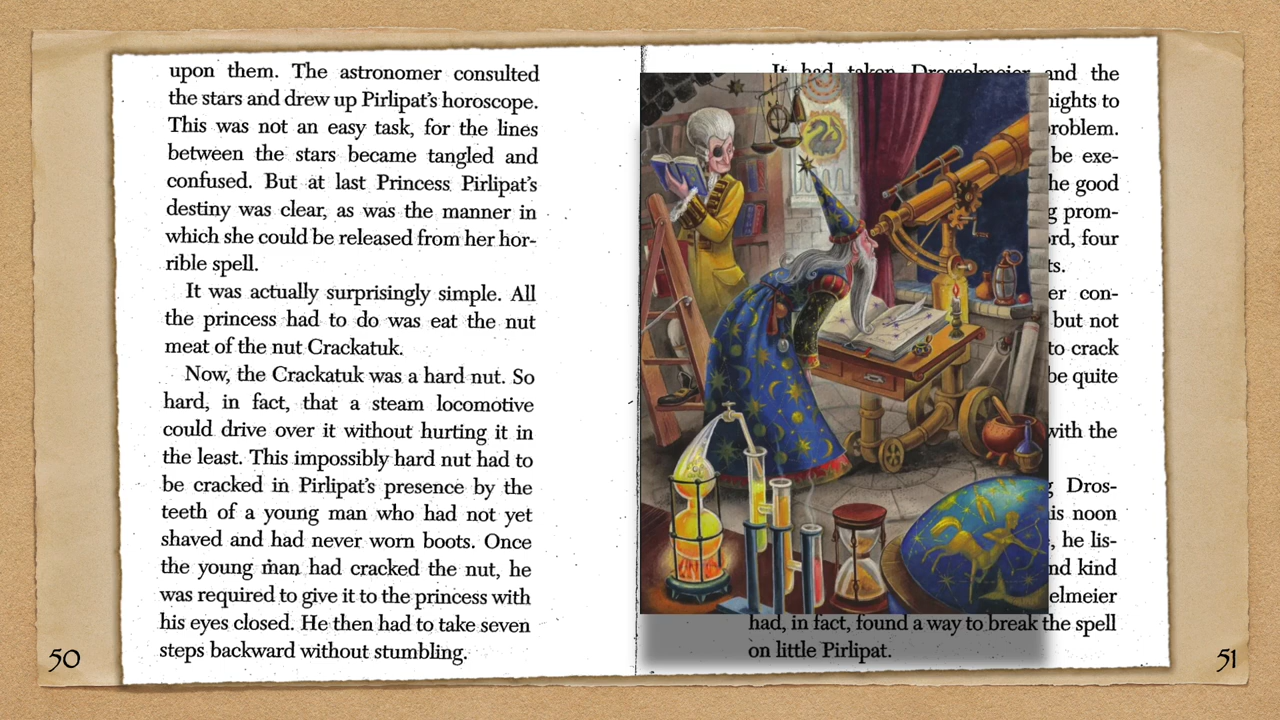 upon them. The astronomer consulted
the stars and drew up Pirlipat's horoscope.
This was not an easy task, for the lines
between the stars became tangled and
confused. But at last Princess Pirlipat's
destiny was clear, as was the manner in
which she could be released from her hor-
rible spell.
It was actually surprisingly simple. All
the princess had to do was eat the nut
meat of the nut Crackatuk.
Now, the Crackatuk was a hard nut. So
hard, in fact, that a steam locomotive
could drive over it without hurting it in
the least. This impossibly hard nut had to
be cracked in Pirlipat's presence by the
teeth of a young man who had not yet
shaved and had never worn boots. Once
the young man had cracked the nut, he
was required to give it to the princess with
his eyes closed. He then had to take seven
steps backward without stumbling.
50
It had taken Drosselmeier and the
nights to
problem.
be exe-
the good
prom-
four
er con-
but not
to crack
be quite
with the
Dros-
his noon
he lis-
and kind
elmeier
had, in fact, found a way to break the spell
on little Pirlipat.
51